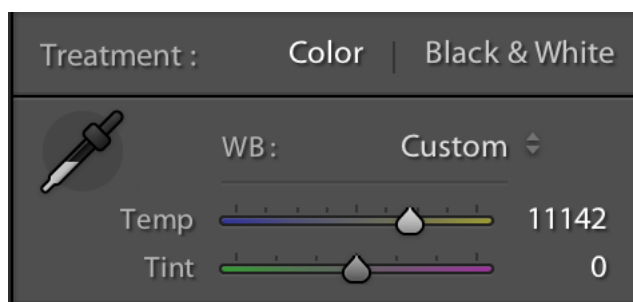 Treatment : Color | Black & White
WB: Custom
Temp 11142
Tint 0